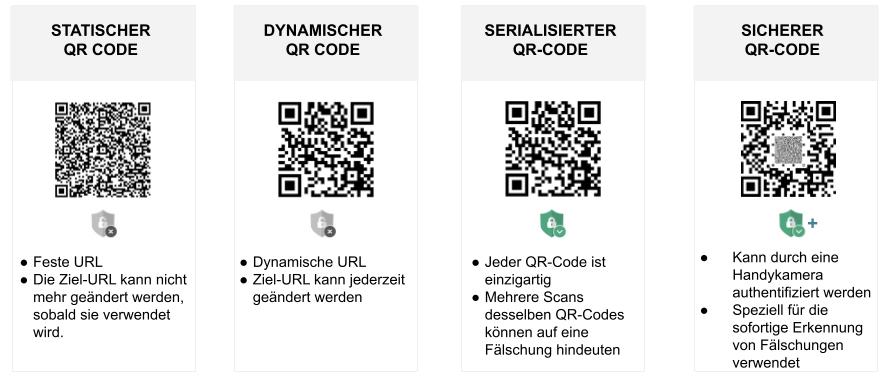 STATISCHER
QR CODE
● Feste URL
● Die Ziel-URL kann nicht
mehr geändert werden,
sobald sie verwendet
wird.
DYNAMISCHER
QR CODE
● Dynamische URL
● Ziel-URL kann jederzeit
geändert werden
SERIALISIERTER
QR-CODE
● Jeder QR-Code ist
einzigartig
● Mehrere Scans
desselben QR-Codes
können auf eine
Fälschung hindeuten
SICHERER
QR-CODE
● Kann durch eine
Handykamera
authentifiziert werden
● Speziell für die
sofortige Erkennung
von Fälschungen
verwendet